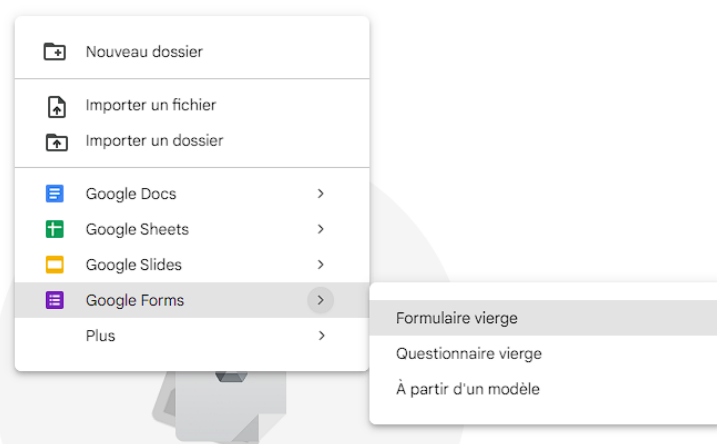 Nouveau dossier
Importer un fichier
Importer un dossier
Google Docs
Google Sheets
Google Slides
Google Forms
Plus
Formulaire vierge
Questionnaire vierge
À partir d'un modèle